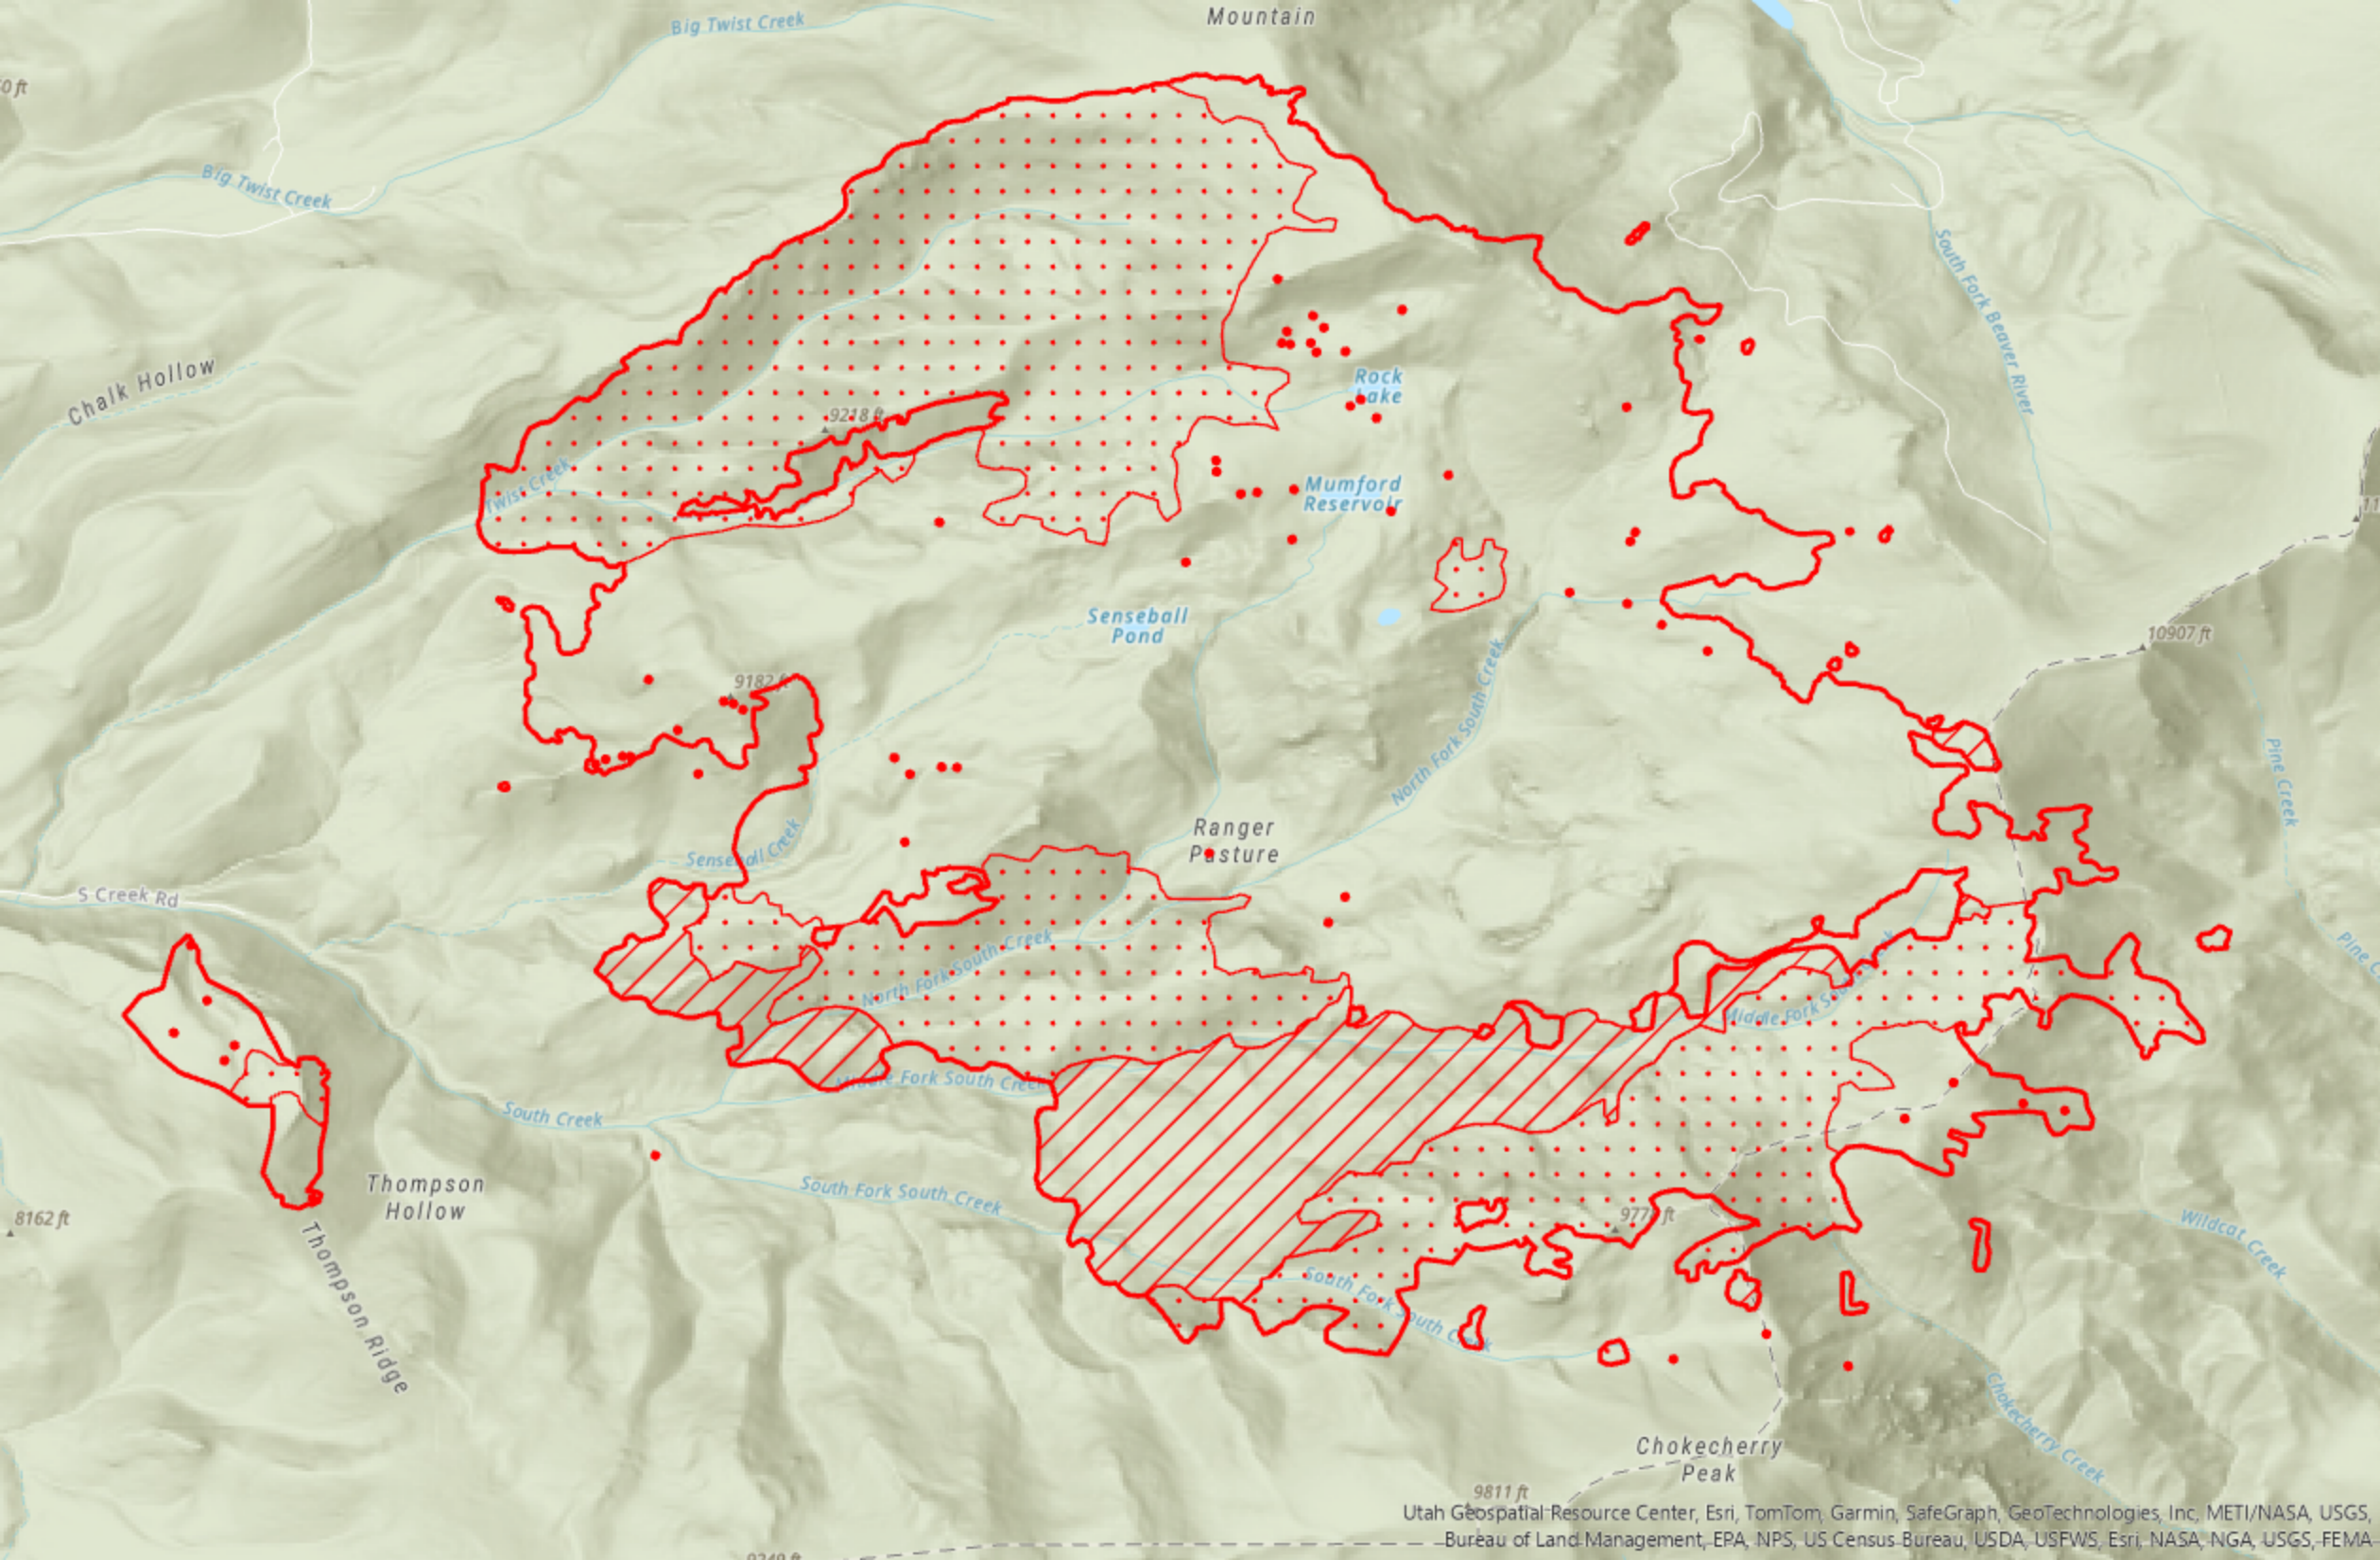 Mountain
Big Twist Creek
Big Twist Creek
South Fork Beaver River
Chalk Hollow
Rock
Lake
9218 ft
Twist Creek
Mumford
Reservoir
Senseball
Pond
10907 ft
9182 ft
North Fork South Creek
Pine Creek
Ranger
Pasture
Senseball Creek
S Creek Rd
North Fork South Creek
Middle Fork South Creek
Middle Fork South Creek
South Creek
Thompson
Hollow
South Fork South Creek
8162 ft
Thompson Ridge
Wildcat Creek
South Fork South Creek
Chokecherry Creek
Chokecherry
Peak
9811 ft
Utah Geospatial Resource Center, Esri, TomTom, Garmin, SafeGraph, GeoTechnologies, Inc, METI/NASA, USGS,
Bureau of Land Management, EPA, NPS, US Census Bureau, USDA, USFWS, Esri, NASA, NGA, USGS, FEMA